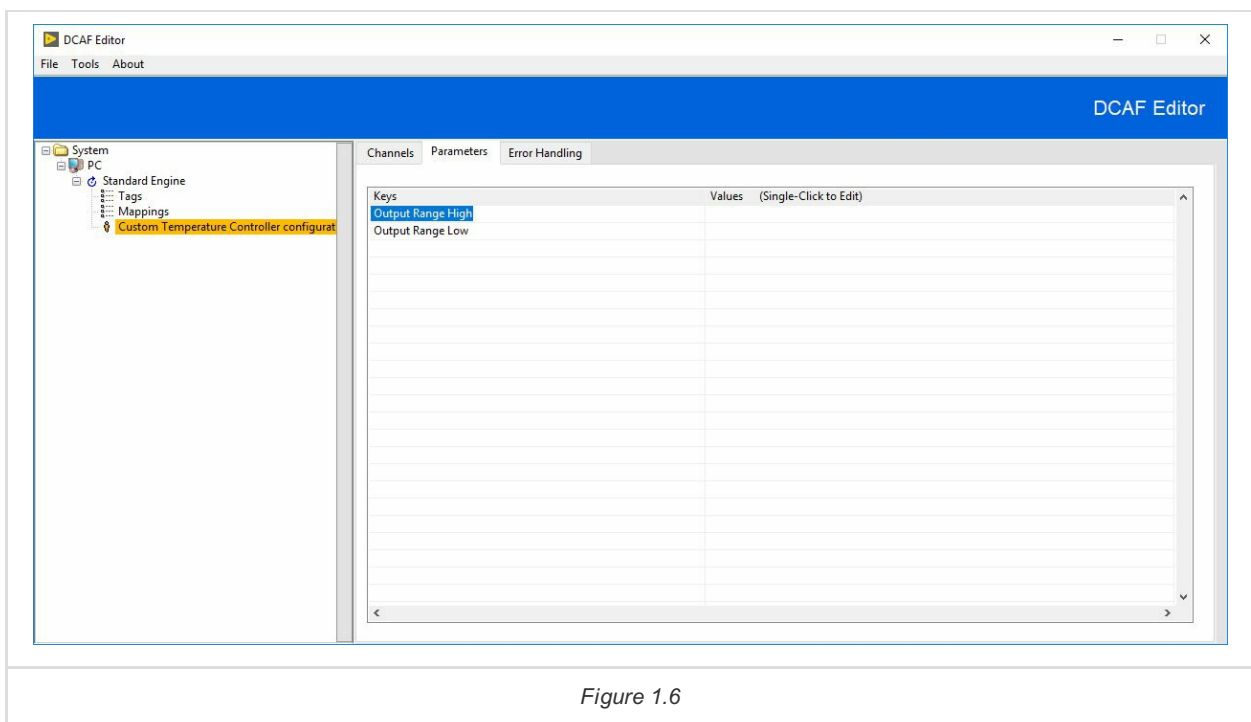 DCAF Editor
File Tools About
DCAF Editor
System
PC
Standard Engine
Tags
Mappings
Custom Temperature Controller configurat
Channels Parameters Error Handling
Keys Values (Single-Click to Edit)
Output Range High
Output Range Low
Figure 1.6